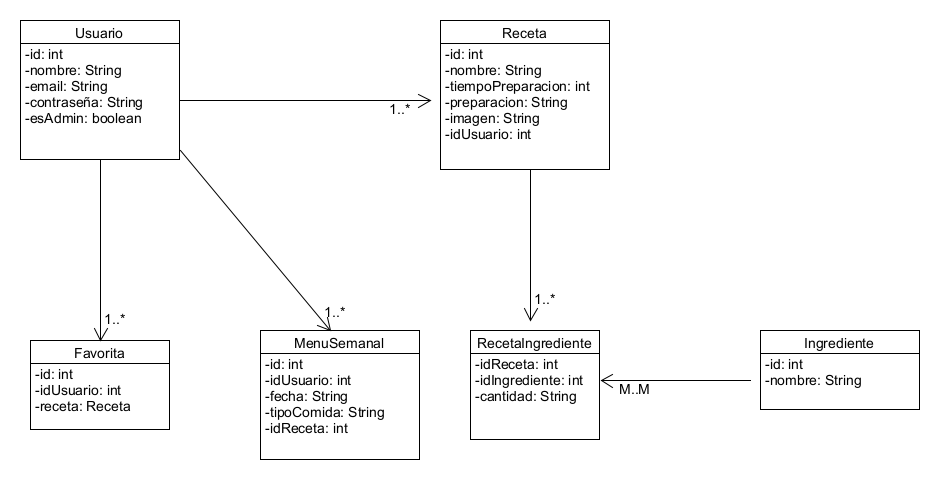 Usuario
-id: int
-nombre: String
-email: String
-contraseña: String
-esAdmin: boolean
Receta
-id: int
-nombre: String
-tiempoPreparacion: int
-preparacion: String
-imagen: String
-idUsuario: int
1..*
1..*
1..*
1..*
Favorita
-id: int
-idUsuario: int
-receta: Receta
MenuSemanal
-id: int
-idUsuario: int
-fecha: String
-tipoComida: String
-idReceta: int
RecetaIngrediente
-idReceta: int
-idIngrediente: int
-cantidad: String
M..M
Ingrediente
-id: int
-nombre: String